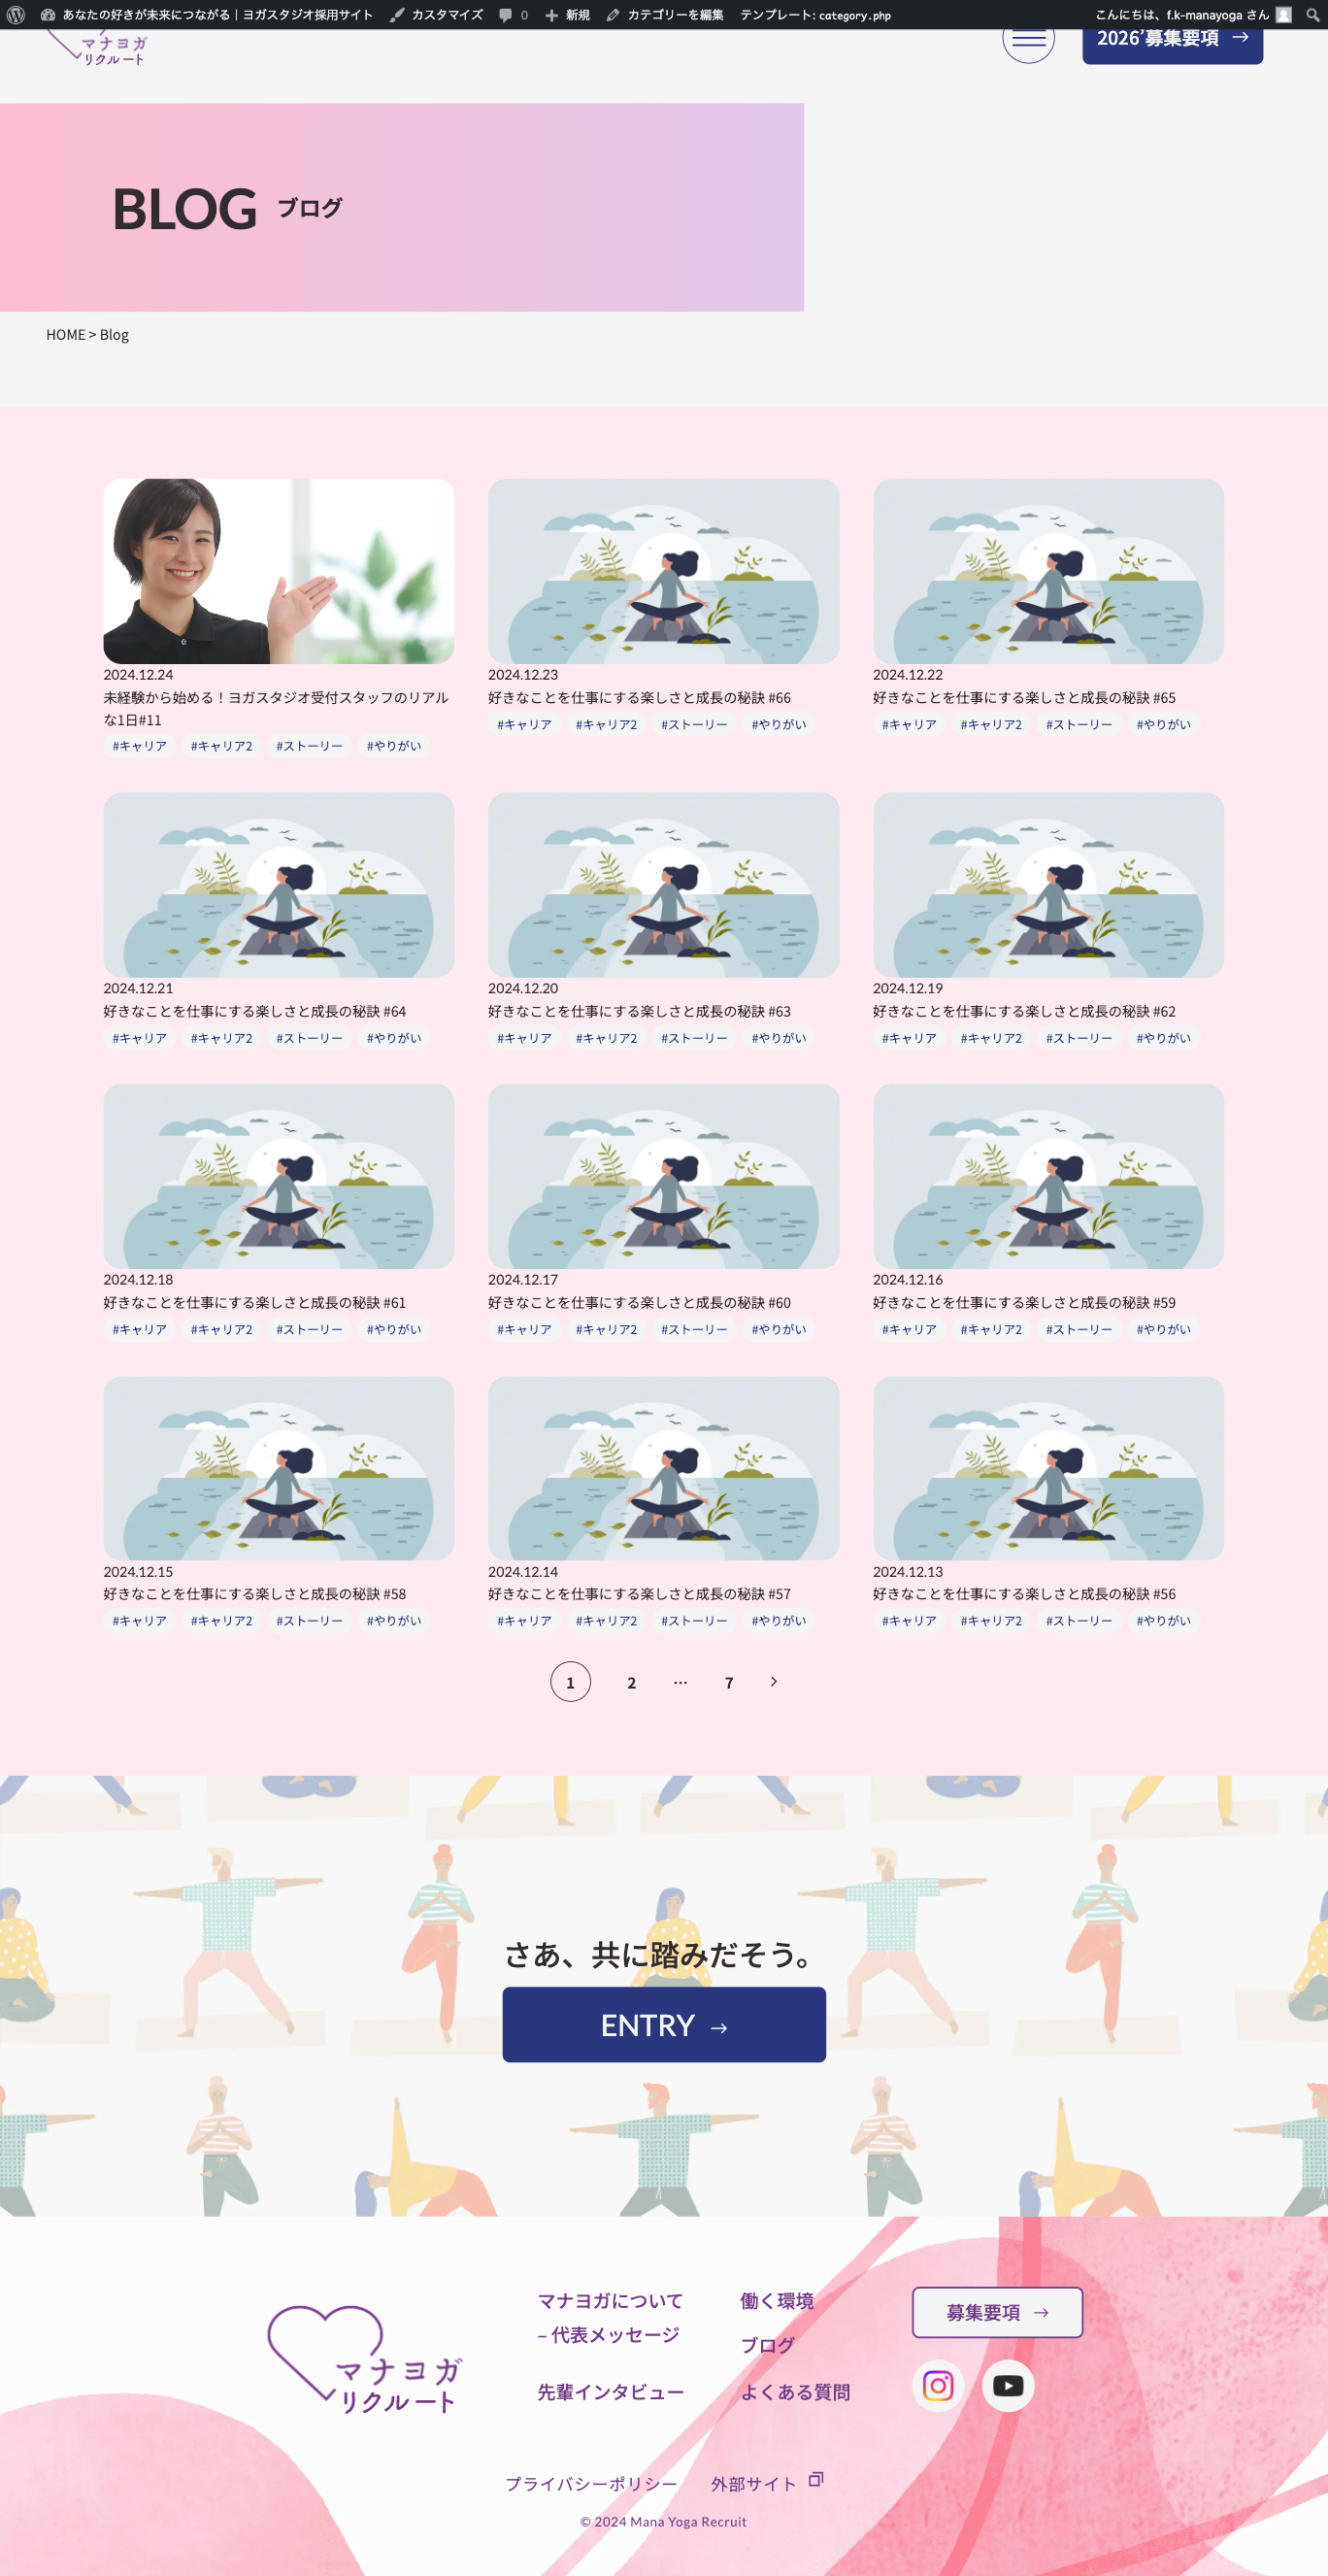 あなたの好きが未来につながる｜ヨガスタジオ採用サイト カスタマイズ 0 新規 カテゴリーを編集 テンプレート: category.php こんにちは、f.k-manayoga さん
マナヨガ
リクルート
2026’募集要項 →
BLOG ブログ
HOME > Blog
2024.12.24
未経験から始める！ヨガスタジオ受付スタッフのリアル
な1日#11
#キャリア #キャリア2 #ストーリー #やりがい
2024.12.23
好きなことを仕事にする楽しさと成長の秘訣 #66
#キャリア #キャリア2 #ストーリー #やりがい
2024.12.22
好きなことを仕事にする楽しさと成長の秘訣 #65
#キャリア #キャリア2 #ストーリー #やりがい
2024.12.21
好きなことを仕事にする楽しさと成長の秘訣 #64
#キャリア #キャリア2 #ストーリー #やりがい
2024.12.20
好きなことを仕事にする楽しさと成長の秘訣 #63
#キャリア #キャリア2 #ストーリー #やりがい
2024.12.19
好きなことを仕事にする楽しさと成長の秘訣 #62
#キャリア #キャリア2 #ストーリー #やりがい
2024.12.18
好きなことを仕事にする楽しさと成長の秘訣 #61
#キャリア #キャリア2 #ストーリー #やりがい
2024.12.17
好きなことを仕事にする楽しさと成長の秘訣 #60
#キャリア #キャリア2 #ストーリー #やりがい
2024.12.16
好きなことを仕事にする楽しさと成長の秘訣 #59
#キャリア #キャリア2 #ストーリー #やりがい
2024.12.15
好きなことを仕事にする楽しさと成長の秘訣 #58
#キャリア #キャリア2 #ストーリー #やりがい
2024.12.14
好きなことを仕事にする楽しさと成長の秘訣 #57
#キャリア #キャリア2 #ストーリー #やりがい
2024.12.13
好きなことを仕事にする楽しさと成長の秘訣 #56
#キャリア #キャリア2 #ストーリー #やりがい
1 2 … 7 >
さあ、共に踏みだそう。
ENTRY →
マナヨガ
リクルート
マナヨガについて
– 代表メッセージ
先輩インタビュー
働く環境
ブログ
よくある質問
募集要項 →
プライバシーポリシー 外部サイト
© 2024 Mana Yoga Recruit